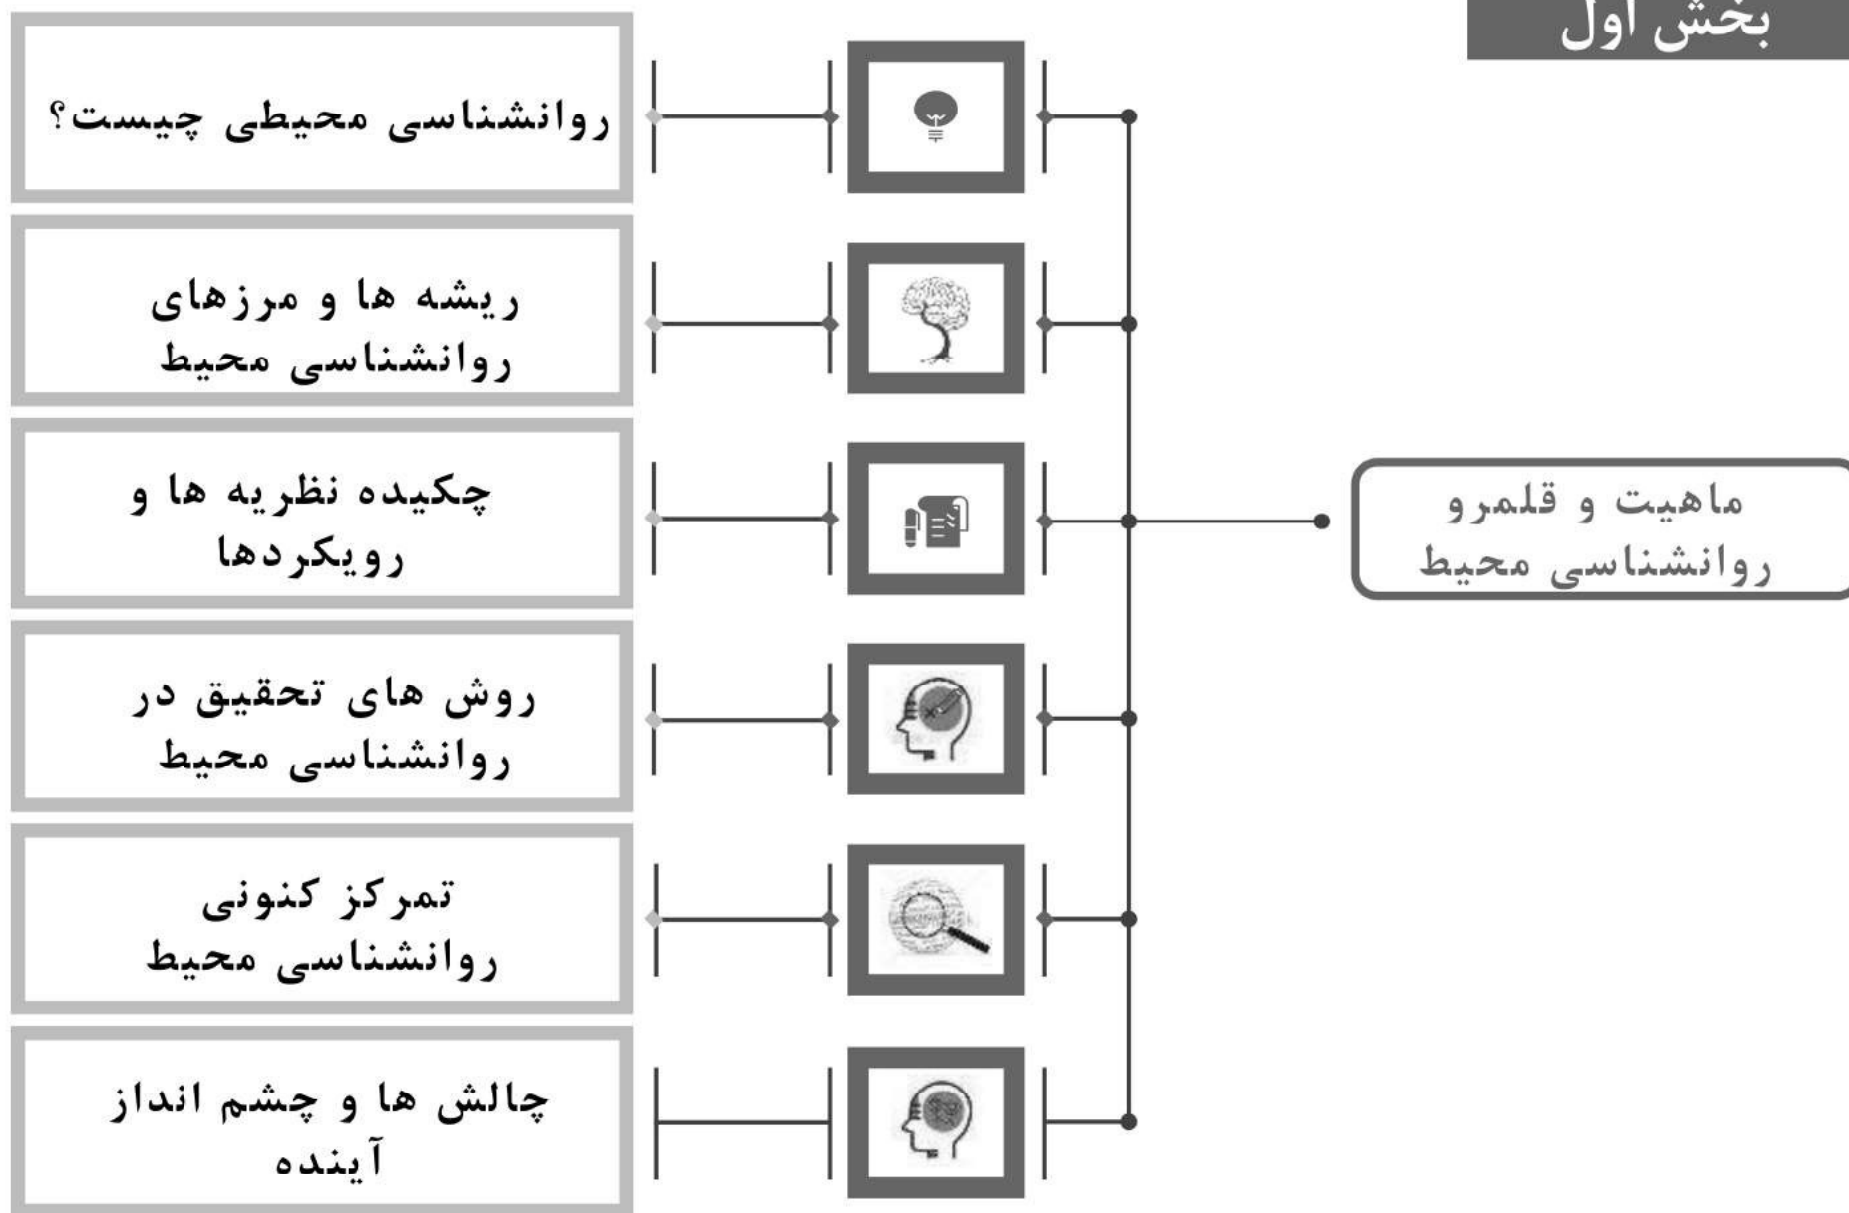 بخش اول
ماهیت و قلمرو
روانشناسی محیط
روانشناسی محیطی چیست؟
ریشه ها و مرزهای
روانشناسی محیط
چکیده نظریه ها و
رویکردها
روش های تحقیق در
روانشناسی محیط
تمرکز کنونی
روانشناسی محیط
چالش ها و چشم انداز
آینده